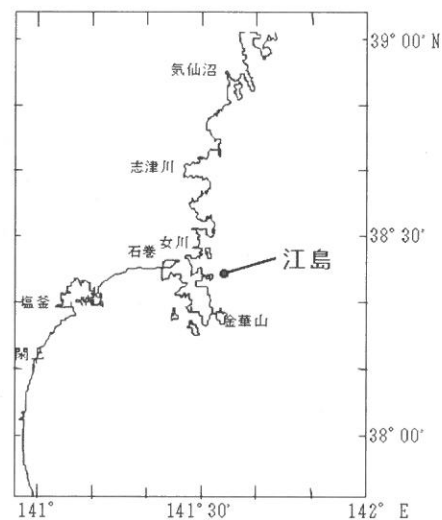 39° 00′ N
気仙沼
志津川
38° 30′
女川
石巻
江島
塩釜
金華山
閖上
38° 00′
141°
141° 30′
142° E